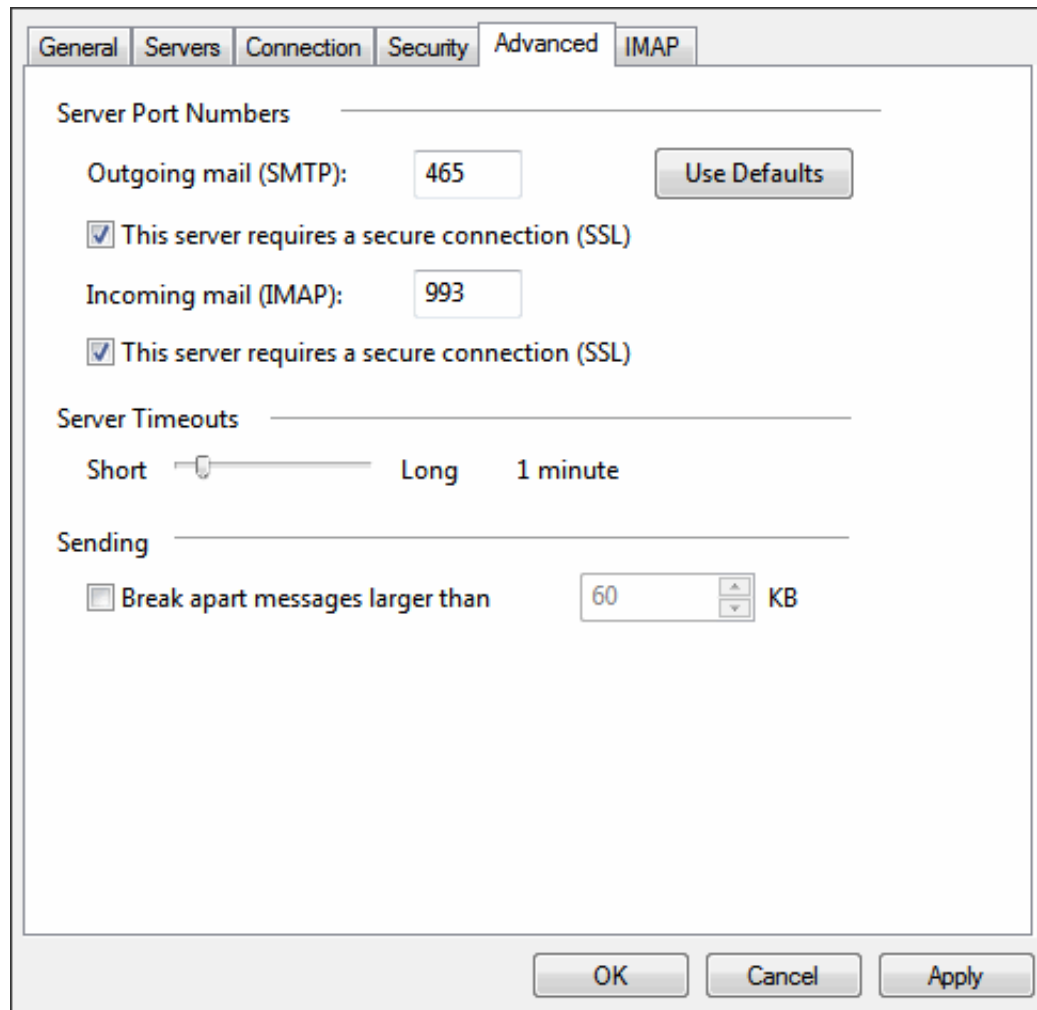 General Servers Connection Security Advanced IMAP
Server Port Numbers
Outgoing mail (SMTP): 465 Use Defaults
This server requires a secure connection (SSL)
Incoming mail (IMAP): 993
This server requires a secure connection (SSL)
Server Timeouts
Short Long 1 minute
Sending
Break apart messages larger than 60 KB
OK Cancel Apply